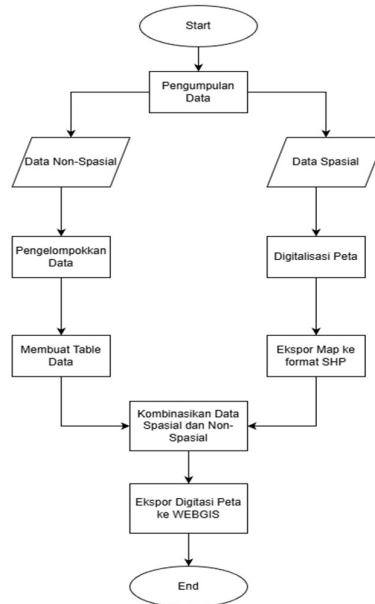 Start
Pengumpulan
Data
Data Non-Spasial
Data Spasial
Pengelompokkan
Data
Digitalisasi Peta
Membuat Table
Data
Ekspor Map ke
format SHP
Kombinasikan Data
Spasial dan Non-
Spasial
Ekspor Digitasi Peta
ke WEBGIS
End